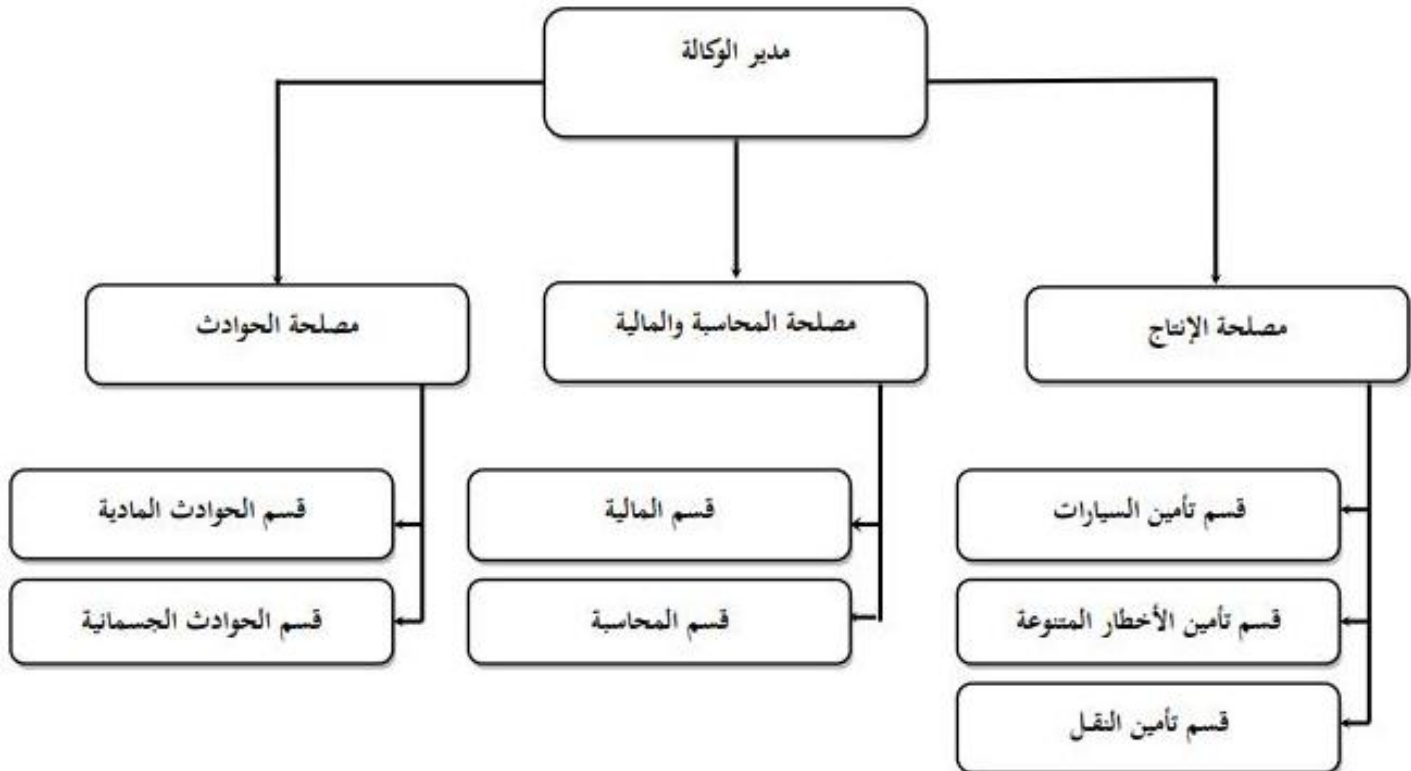 مدير الوكالة
مصلحة الإنتاج
مصلحة المحاسبة والمالية
مصلحة الحوادث
قسم تأمين السيارات
قسم تأمين الأخطار المتنوعة
قسم تأمين النقل
قسم المالية
قسم المحاسبة
قسم الحوادث المادية
قسم الحوادث الجسمانية